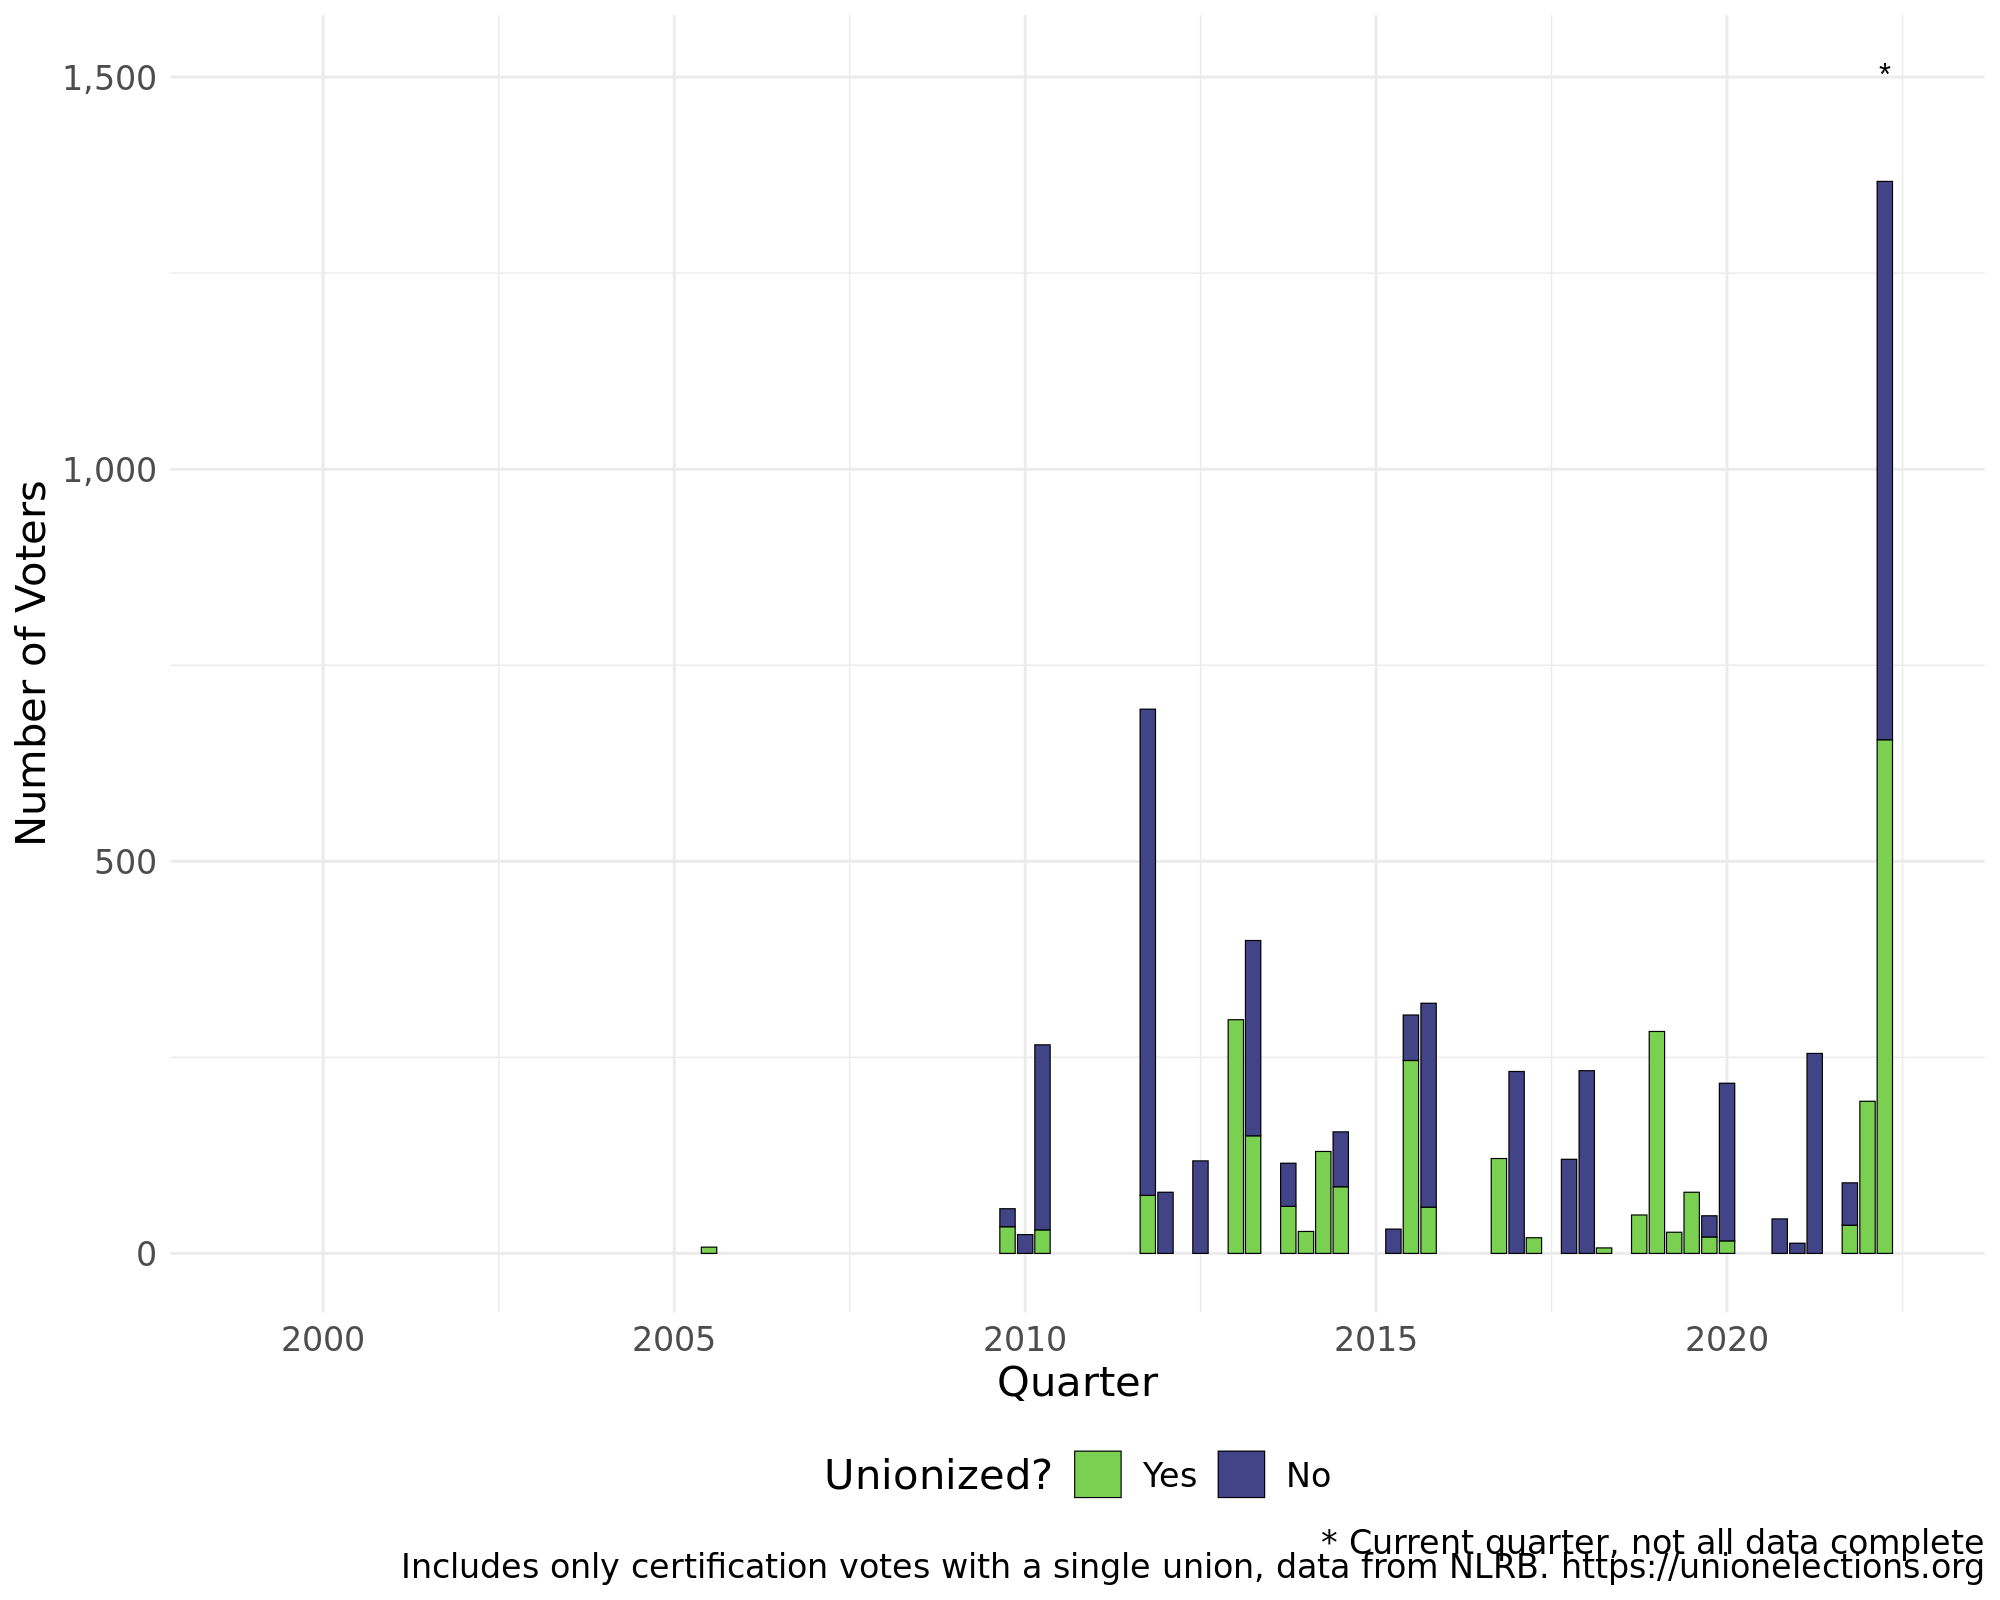 1,500
*
1,000
500
0
Number of Voters
2000 2005 2010 2015 2020
Quarter
Unionized? Yes No
* Current quarter, not all data complete
Includes only certification votes with a single union, data from NLRB. https://unionelections.org